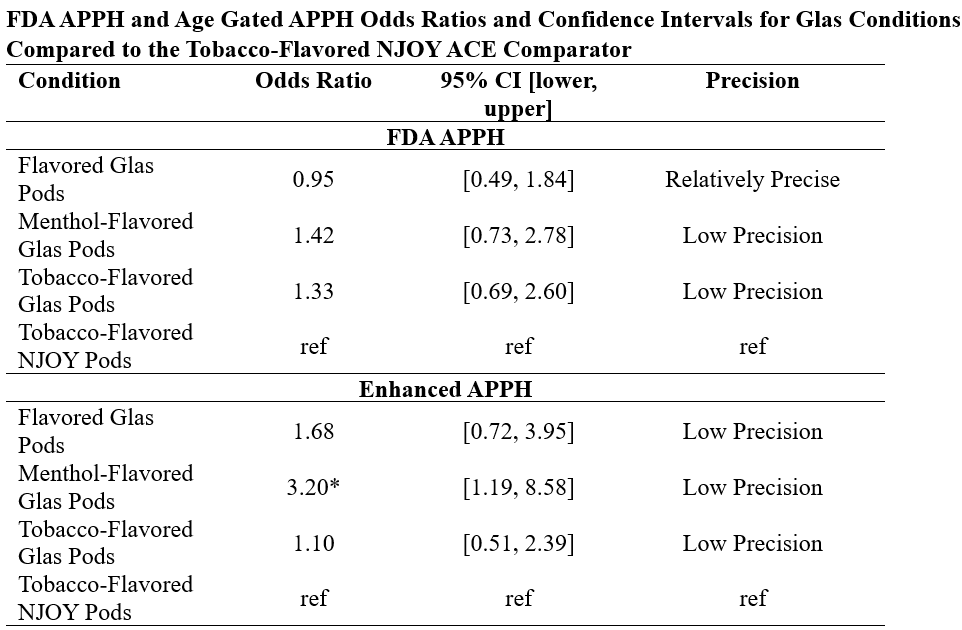 FDA APPH and Age Gated APPH Odds Ratios and Confidence Intervals for Glas Conditions
Compared to the Tobacco-Flavored NJOY ACE Comparator
Condition Odds Ratio 95% CI [lower, upper] Precision
FDA APPH
Flavored Glas Pods 0.95 [0.49, 1.84] Relatively Precise
Menthol-Flavored Glas Pods 1.42 [0.73, 2.78] Low Precision
Tobacco-Flavored Glas Pods 1.33 [0.69, 2.60] Low Precision
Tobacco-Flavored NJOY Pods ref ref ref
Enhanced APPH
Flavored Glas Pods 1.68 [0.72, 3.95] Low Precision
Menthol-Flavored Glas Pods 3.20* [1.19, 8.58] Low Precision
Tobacco-Flavored Glas Pods 1.10 [0.51, 2.39] Low Precision
Tobacco-Flavored NJOY Pods ref ref ref